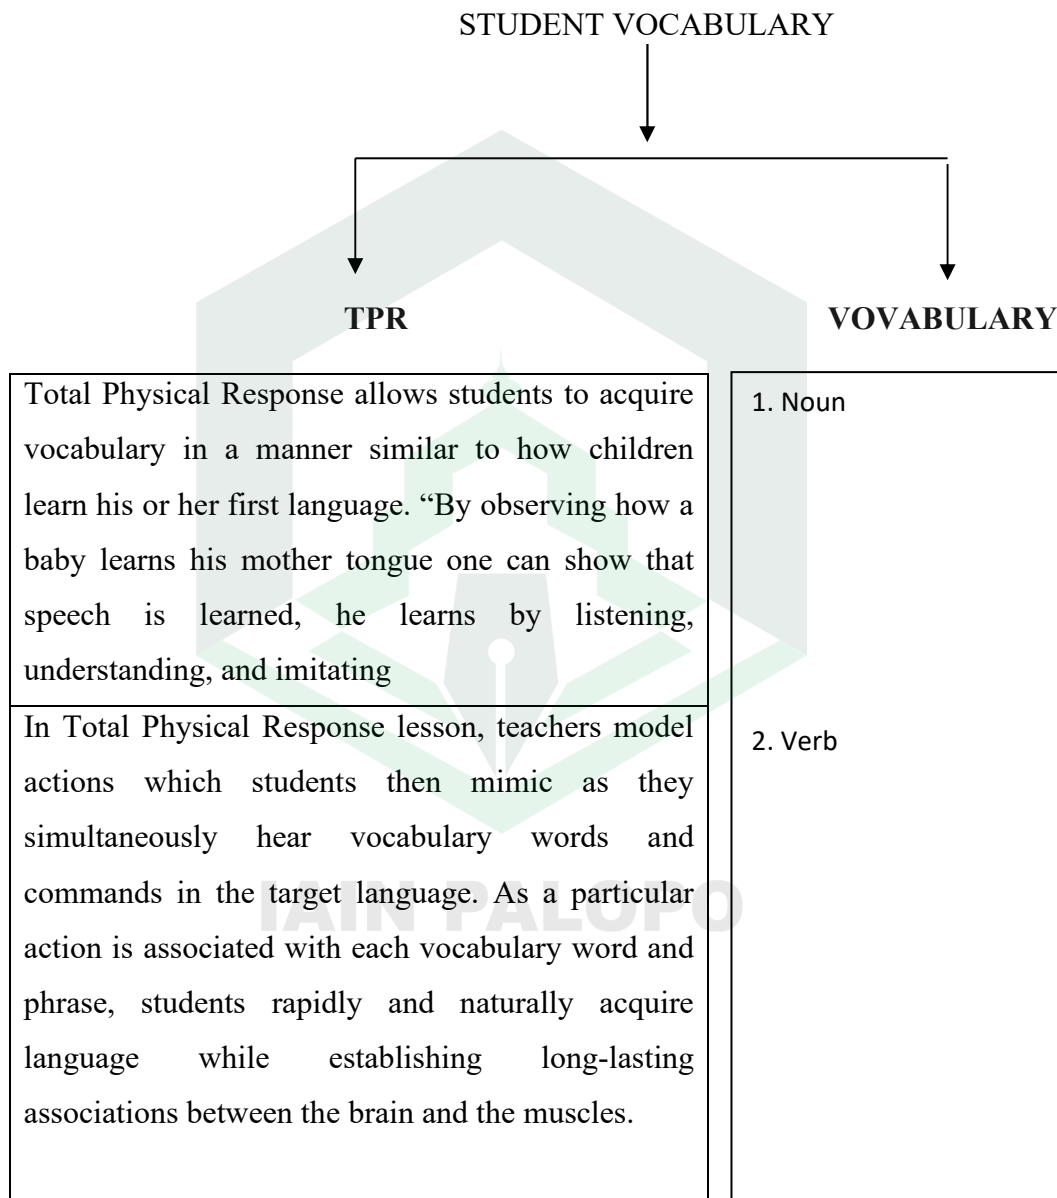 STUDENT VOCABULARY
TPR
VOVABULARY
Total Physical Response allows students to acquire
vocabulary in a manner similar to how children
learn his or her first language. “By observing how a
baby learns his mother tongue one can show that
speech is learned, he learns by listening,
understanding, and imitating
In Total Physical Response lesson, teachers model
actions which students then mimic as they
simultaneously hear vocabulary words and
commands in the target language. As a particular
action is associated with each vocabulary word and
phrase, students rapidly and naturally acquire
language while establishing long-lasting
associations between the brain and the muscles.
1. Noun
2. Verb
IAIN PALOPO